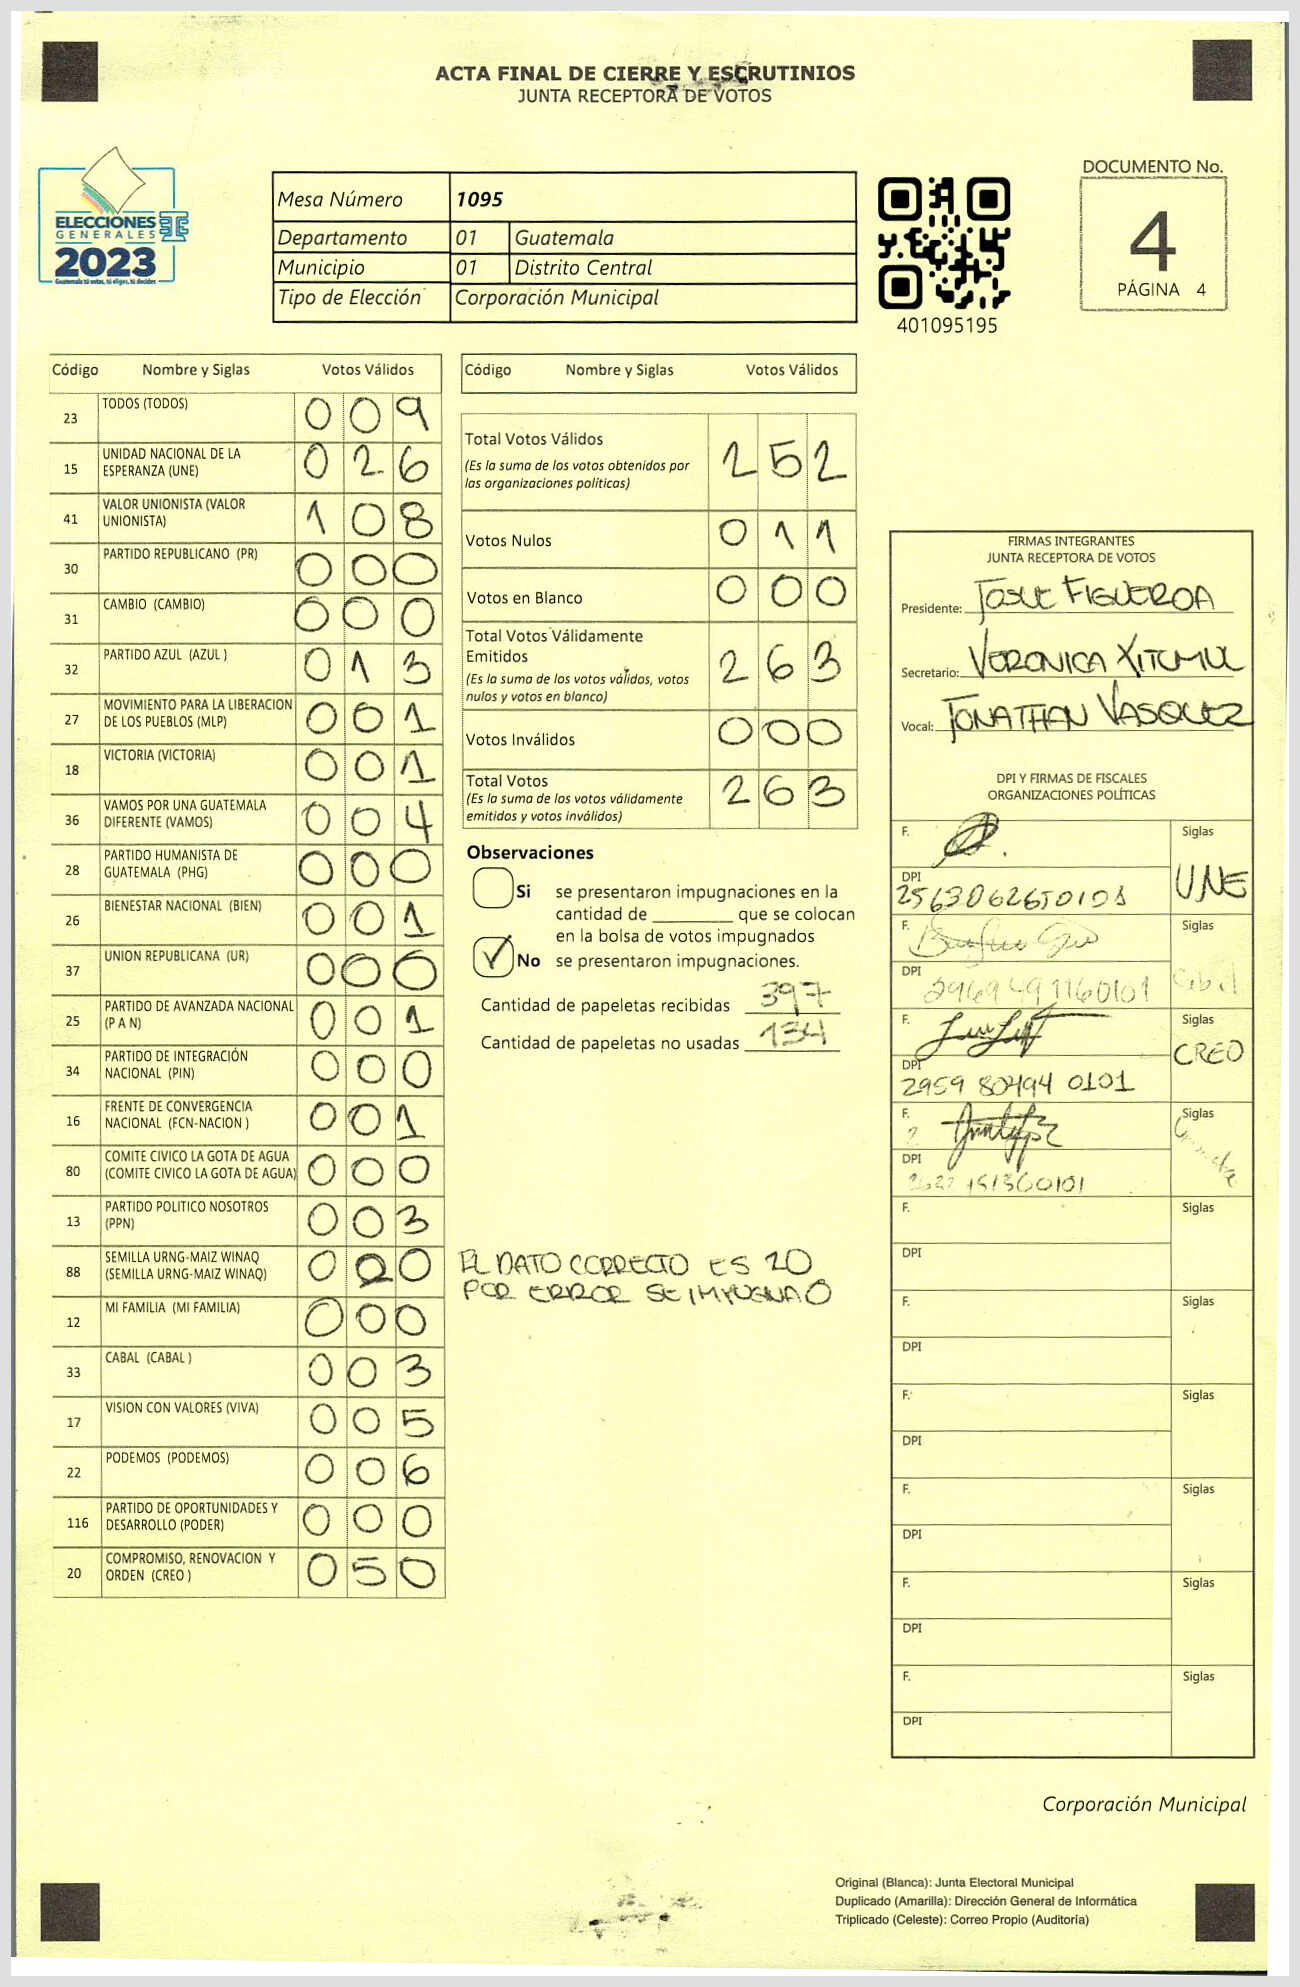 ACTA FINAL DE CIERRE Y ESCRUTINIOS
JUNTA RECEPTORA DE VOTOS
ELECCIONES
GENERALES
2023
Guatemala tú votas, tú eliges, tú decides
Mesa Número 1095
Departamento 01 Guatemala
Municipio 01 Distrito Central
Tipo de Elección Corporación Municipal
401095195
DOCUMENTO No.
4
PÁGINA 4
Código Nombre y Siglas Votos Válidos
23 TODOS (TODOS) 0 0 9
15 UNIDAD NACIONAL DE LA ESPERANZA (UNE) 0 2 6
41 VALOR UNIONISTA (VALOR UNIONISTA) 1 0 8
30 PARTIDO REPUBLICANO (PR) 0 0 0
31 CAMBIO (CAMBIO) 0 0 0
32 PARTIDO AZUL (AZUL ) 0 1 3
27 MOVIMIENTO PARA LA LIBERACION DE LOS PUEBLOS (MLP) 0 0 1
18 VICTORIA (VICTORIA) 0 0 1
36 VAMOS POR UNA GUATEMALA DIFERENTE (VAMOS) 0 0 4
28 PARTIDO HUMANISTA DE GUATEMALA (PHG) 0 0 0
26 BIENESTAR NACIONAL (BIEN) 0 0 1
37 UNION REPUBLICANA (UR) 0 0 0
25 PARTIDO DE AVANZADA NACIONAL (P A N) 0 0 1
34 PARTIDO DE INTEGRACIÓN NACIONAL (PIN) 0 0 0
16 FRENTE DE CONVERGENCIA NACIONAL (FCN-NACION ) 0 0 1
80 COMITE CIVICO LA GOTA DE AGUA (COMITE CIVICO LA GOTA DE AGUA) 0 0 0
13 PARTIDO POLITICO NOSOTROS (PPN) 0 0 3
88 SEMILLA URNG-MAIZ WINAQ (SEMILLA URNG-MAIZ WINAQ) 0 2 0
12 MI FAMILIA (MI FAMILIA) 0 0 0
33 CABAL (CABAL ) 0 0 3
17 VISION CON VALORES (VIVA) 0 0 5
22 PODEMOS (PODEMOS) 0 0 6
116 PARTIDO DE OPORTUNIDADES Y DESARROLLO (PODER) 0 0 0
20 COMPROMISO, RENOVACION Y ORDEN (CREO ) 0 5 0
Código Nombre y Siglas Votos Válidos
Total Votos Válidos 2 5 2
(Es la suma de los votos obtenidos por
las organizaciones políticas)
Votos Nulos 0 1 1
Votos en Blanco 0 0 0
Total Votos Válidamente
Emitidos 2 6 3
(Es la suma de los votos válidos, votos
nulos y votos en blanco)
Votos Inválidos 0 0 0
Total Votos 2 6 3
(Es la suma de los votos válidamente
emitidos y votos inválidos)
Observaciones
Si se presentaron impugnaciones en la
cantidad de ________ que se colocan
en la bolsa de votos impugnados
No se presentaron impugnaciones.
Cantidad de papeletas recibidas 397
Cantidad de papeletas no usadas 134
EL DATO CORRECTO ES 20
POR ERROR SE IMPUGNA 0
FIRMAS INTEGRANTES
JUNTA RECEPTORA DE VOTOS
Presidente: JOSUE FIGUEROA
Secretario: VERONICA XITUMUL
Vocal: JONATHAN VASQUEZ
DPI Y FIRMAS DE FISCALES
ORGANIZACIONES POLÍTICAS
F. Siglas
UNE
DPI
2563062650101
F. Siglas
Cabal
DPI
2969491160101
F. Siglas
CREO
DPI
2959 80494 0101
F. Siglas
DPI
151360101
F. Siglas
DPI
F. Siglas
DPI
F. Siglas
DPI
F. Siglas
DPI
F. Siglas
DPI
F. Siglas
DPI
Corporación Municipal
Original (Blanca): Junta Electoral Municipal
Duplicado (Amarilla): Dirección General de Informática
Triplicado (Celeste): Correo Propio (Auditoría)